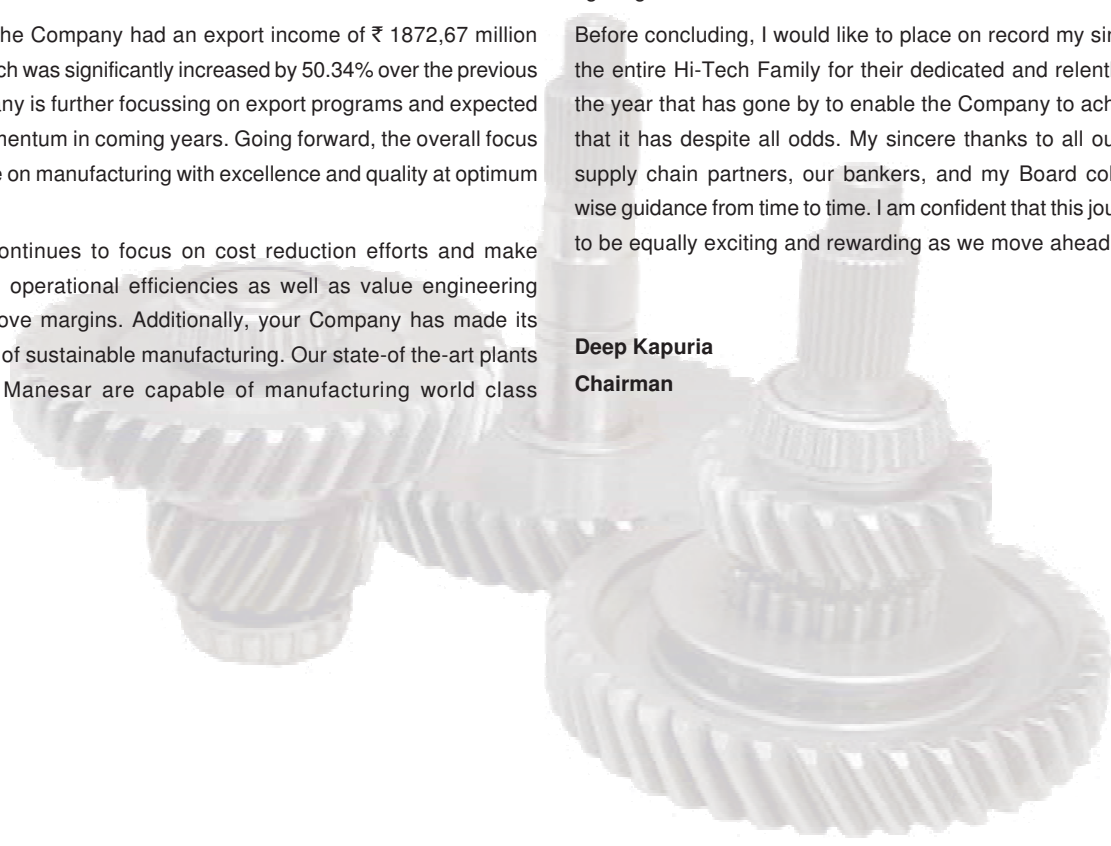 he Company had an export income of ₹ 1872,67 million
ch was significantly increased by 50.34% over the previous
any is further focussing on export programs and expected
mentum in coming years. Going forward, the overall focus
e on manufacturing with excellence and quality at optimum
ontinues to focus on cost reduction efforts and make
operational efficiencies as well as value engineering
ove margins. Additionally, your Company has made its
of sustainable manufacturing. Our state-of the-art plants
Manesar are capable of manufacturing world class
Before concluding, I would like to place on record my sin
the entire Hi-Tech Family for their dedicated and relentl
the year that has gone by to enable the Company to ach
that it has despite all odds. My sincere thanks to all ou
supply chain partners, our bankers, and my Board col
wise guidance from time to time. I am confident that this jou
to be equally exciting and rewarding as we move ahead.
Deep Kapuria
Chairman